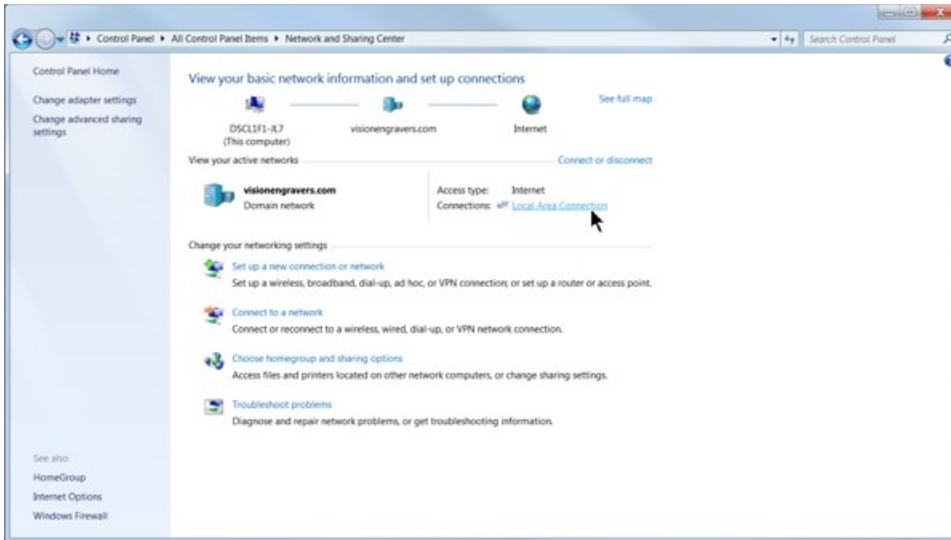 Control Panel ▸ All Control Panel Items ▸ Network and Sharing Center
Search Control Panel
Control Panel Home
Change adapter settings
Change advanced sharing
settings
View your basic network information and set up connections
See full map
DSCL1F1-JL7
(This computer)
visionengravers.com
Internet
View your active networks
Connect or disconnect
visionengravers.com
Domain network
Access type: Internet
Connections: Local Area Connection
Change your networking settings
Set up a new connection or network
Set up a wireless, broadband, dial-up, ad hoc, or VPN connection; or set up a router or access point.
Connect to a network
Connect or reconnect to a wireless, wired, dial-up, or VPN network connection.
Choose homegroup and sharing options
Access files and printers located on other network computers, or change sharing settings.
Troubleshoot problems
Diagnose and repair network problems, or get troubleshooting information.
See also
HomeGroup
Internet Options
Windows Firewall